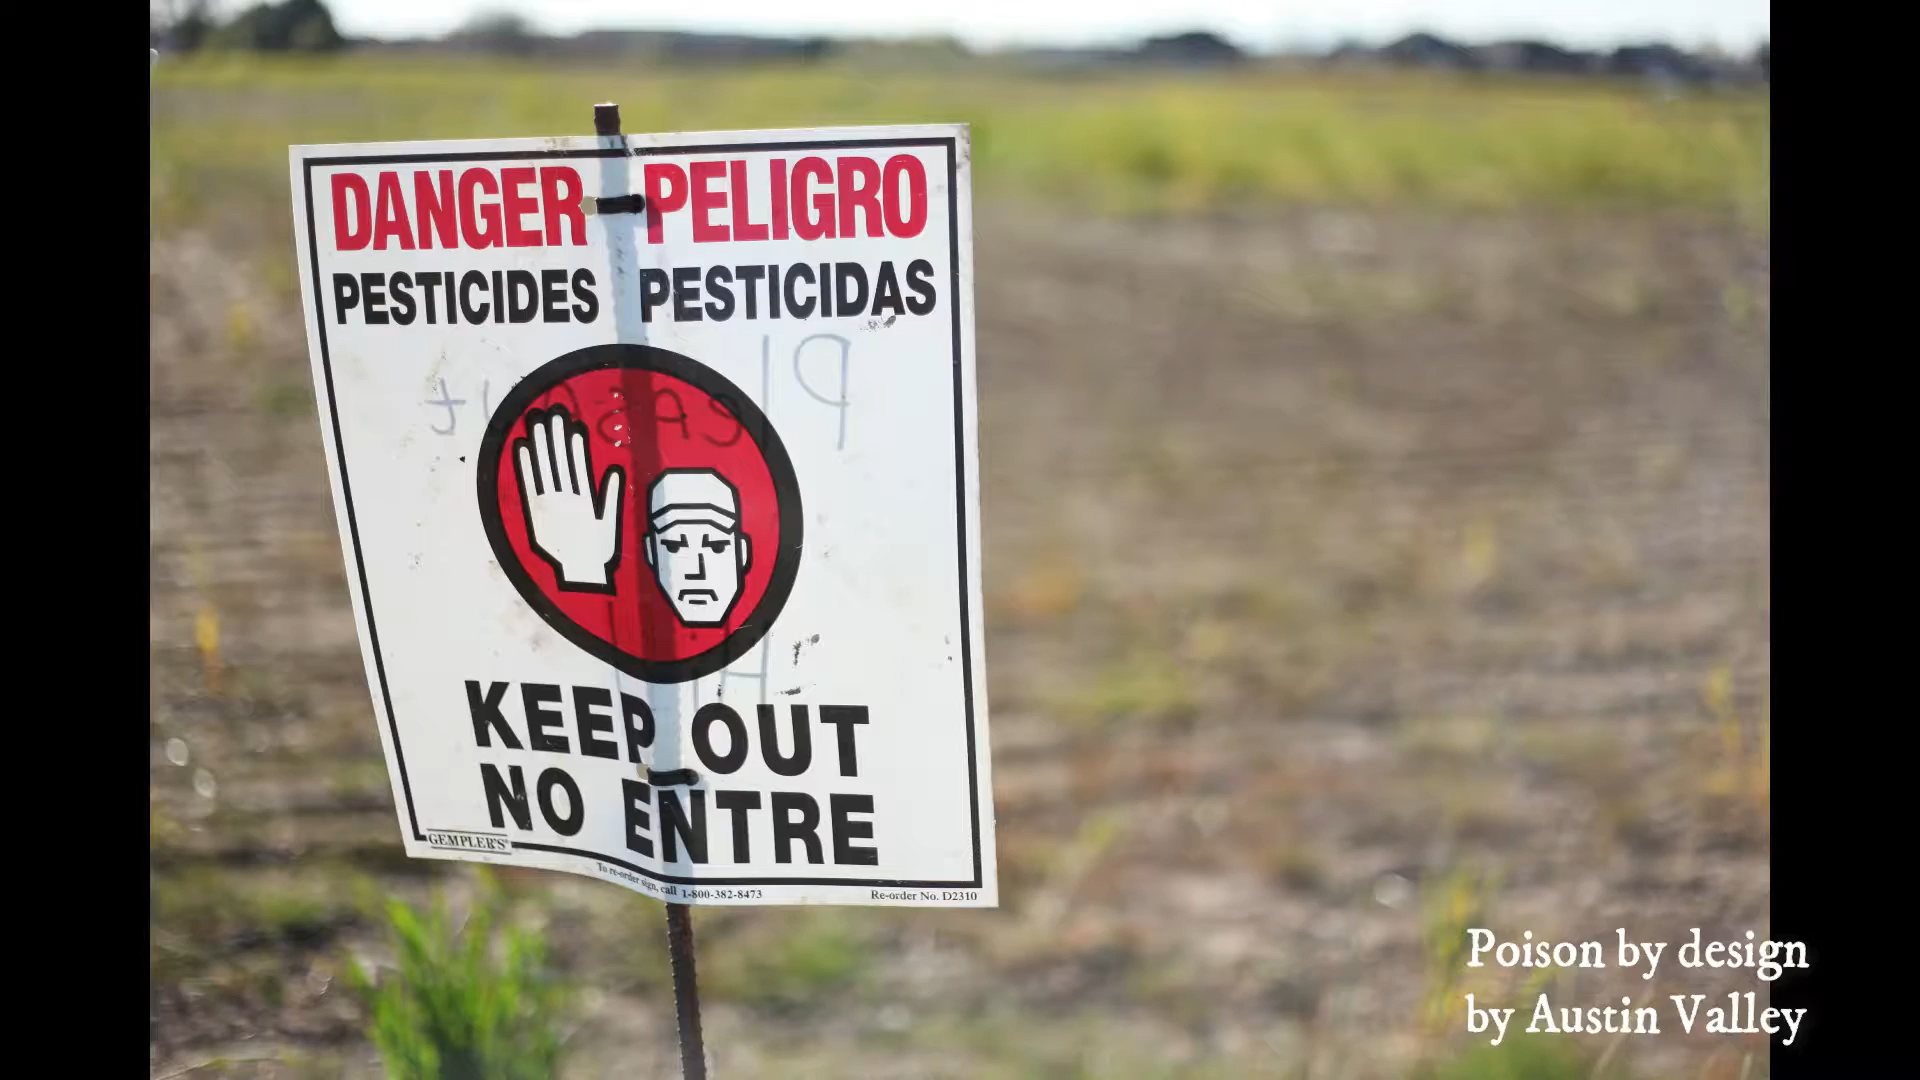 DANGER PELIGRO
PESTICIDES PESTICIDAS
KEEP OUT
NO ENTRE
GEMPLER'S
To re-order sign, call 1-800-382-8473
Re-order No. D2310
Poison by design
by Austin Valley